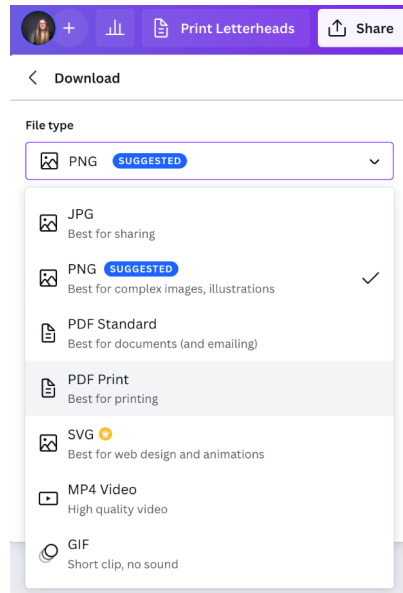 +
Print Letterheads
Share
Download
File type
PNG SUGGESTED
JPG
Best for sharing
PNG SUGGESTED
Best for complex images, illustrations
PDF Standard
Best for documents (and emailing)
PDF Print
Best for printing
SVG
Best for web design and animations
MP4 Video
High quality video
GIF
Short clip, no sound